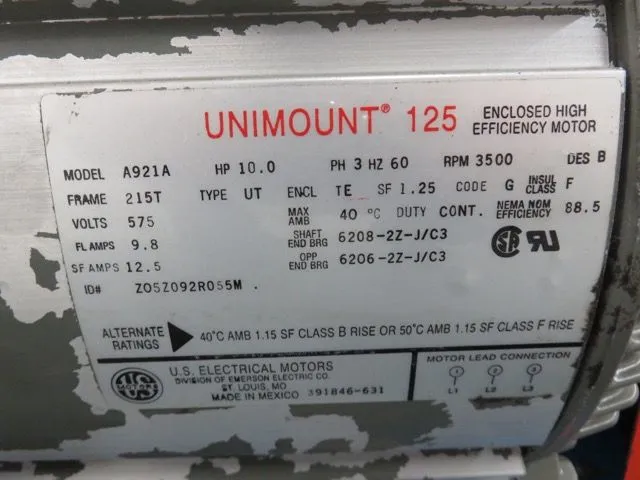 UNIMOUNT® 125 ENCLOSED HIGH EFFICIENCY MOTOR
MODEL A921A HP 10.0 PH 3 HZ 60 RPM 3500 DES B
FRAME 215T TYPE UT ENCL TE SF 1.25 CODE G INSUL CLASS F
VOLTS 575 MAX AMB 40 °C DUTY CONT. NEMA NOM EFFICIENCY 88.5
FL AMPS 9.8 SHAFT END BRG 6208-2Z-J/C3
SF AMPS 12.5 OPP END BRG 6206-2Z-J/C3
ID# Z05Z092R055M .
ALTERNATE RATINGS 40°C AMB 1.15 SF CLASS B RISE OR 50°C AMB 1.15 SF CLASS F RISE
U.S. ELECTRICAL MOTORS
DIVISION OF EMERSON ELECTRIC CO.
ST. LOUIS, MO
MADE IN MEXICO 391846-631
US
MOTORS
MOTOR LEAD CONNECTION
1 2 3
L1 L2 L3